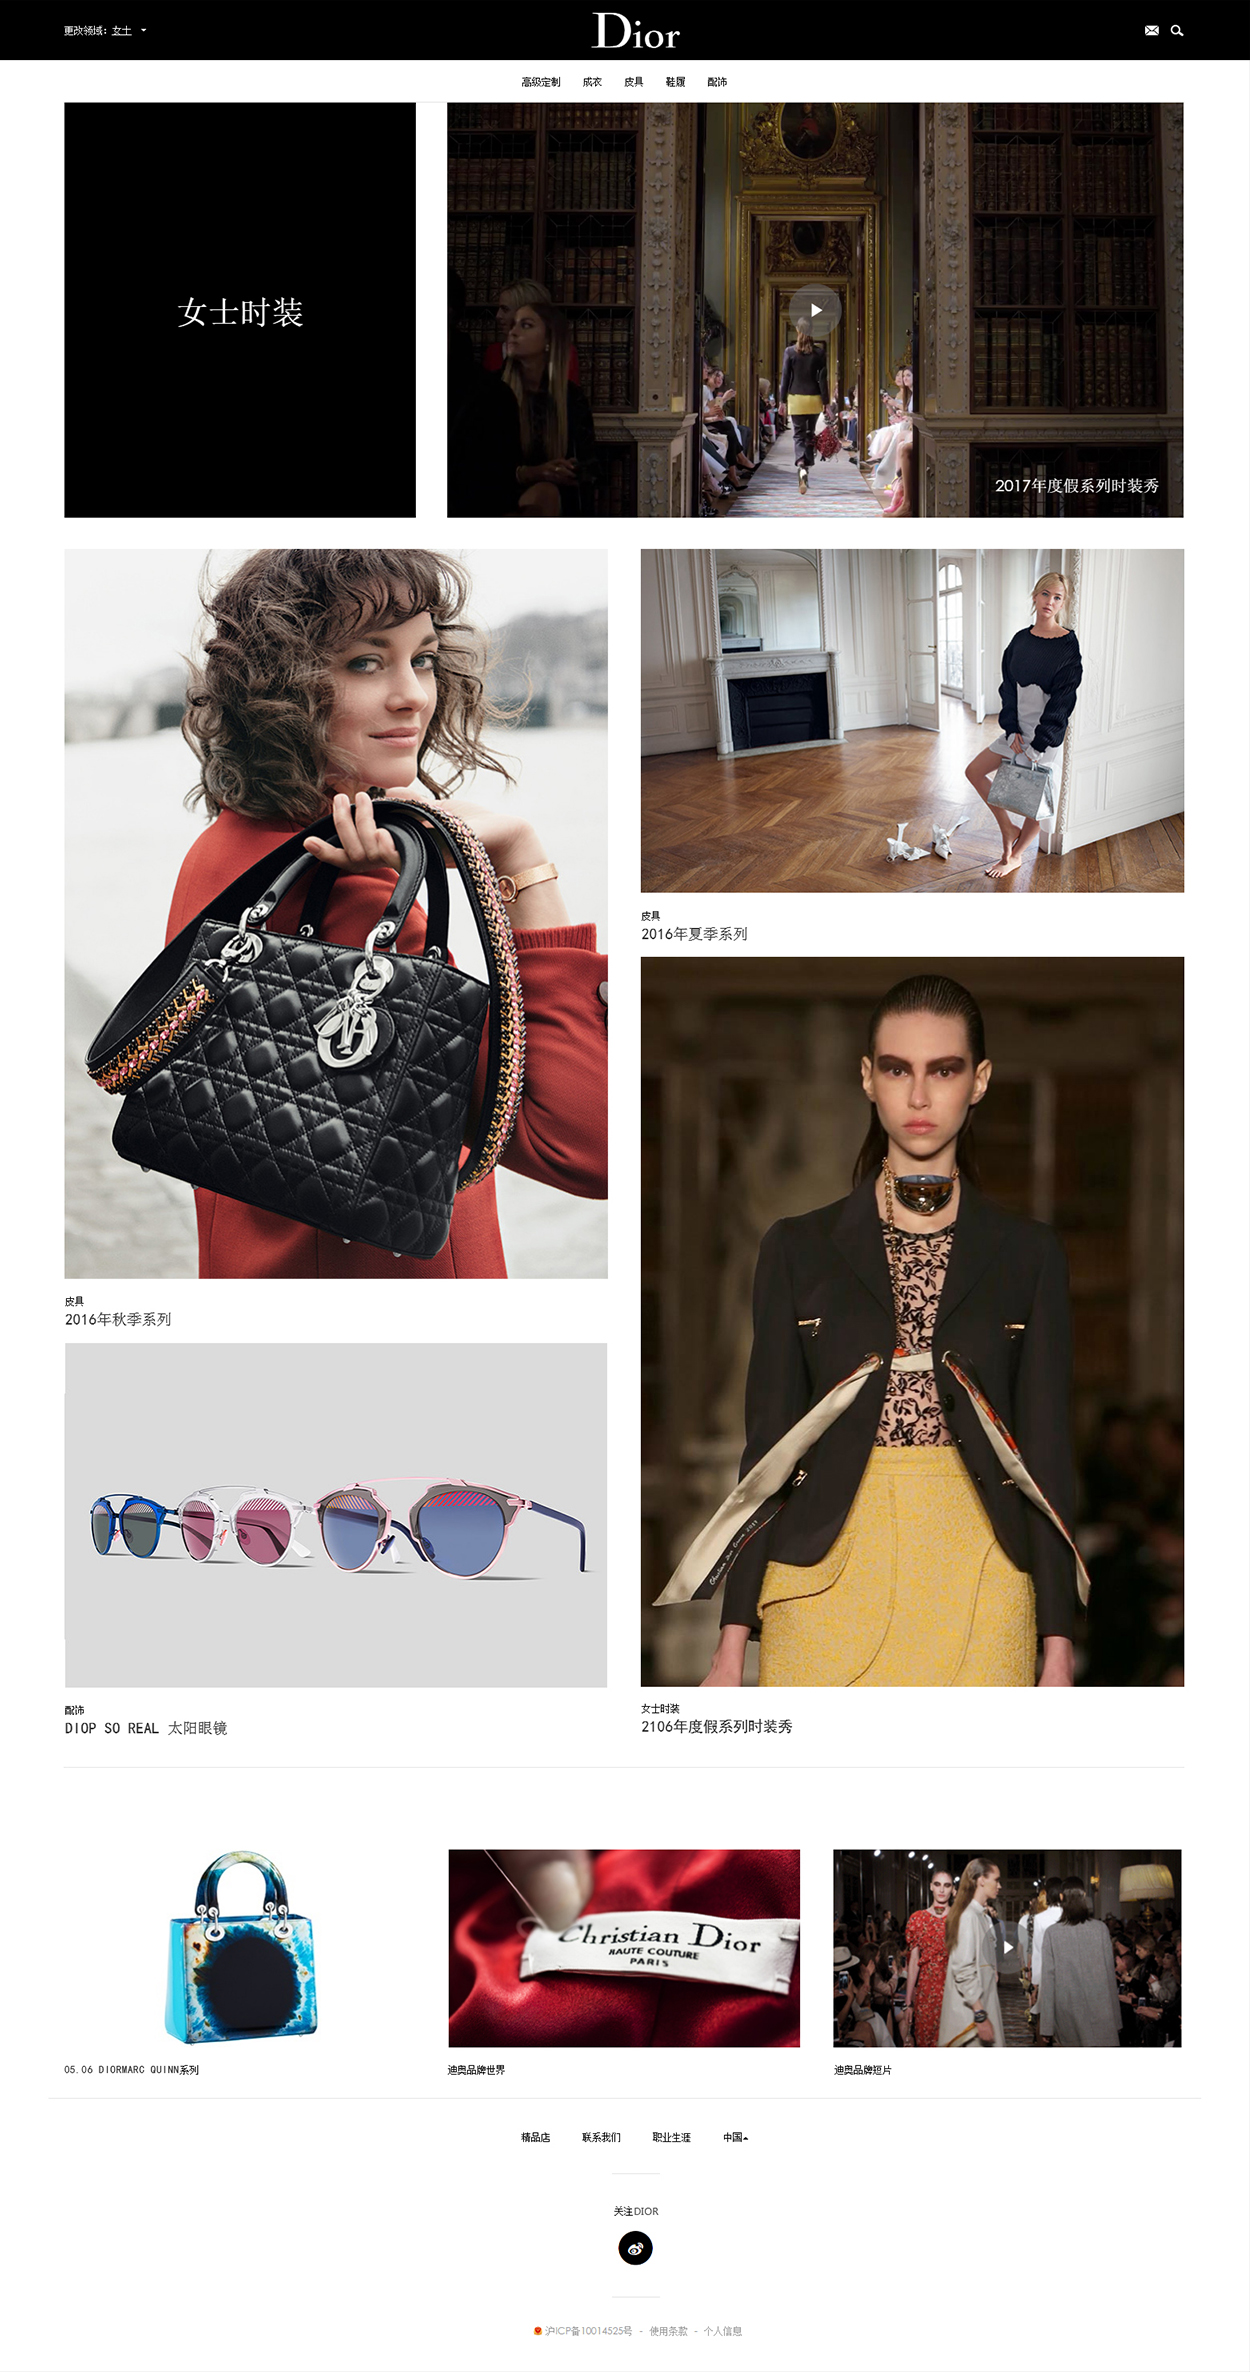 更改领域: 女士
Dior
高级定制 成衣 皮具 鞋履 配饰
女士时装
2017年度假系列时装秀
皮具
2016年夏季系列
皮具
2016年秋季系列
配饰
DIOP SO REAL 太阳眼镜
女士时装
2106年度假系列时装秀
Christian Dior
HAUTE COUTURE
PARIS
05.06 DIORMARC QUINN系列
迪奥品牌世界
迪奥品牌短片
精品店 联系我们 职业生涯 中国
关注DIOR
沪ICP备10014525号 - 使用条款 - 个人信息